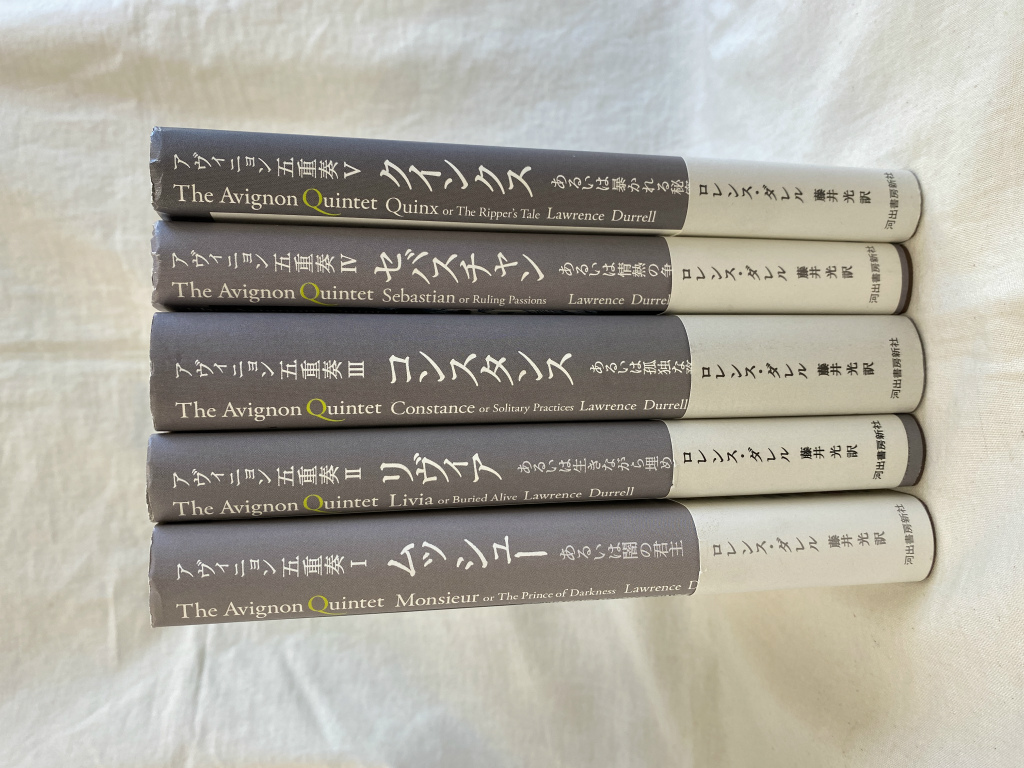 アヴィニョン五重奏Ⅴ クインクス あるいは暴かれる秘
The Avignon Quintet Quinx or The Ripper's Tale Lawrence Durrell
ロレンス・ダレル 藤井光訳 河出書房新社
アヴィニョン五重奏Ⅳ セバスチャン あるいは情熱の争
The Avignon Quintet Sebastian or Ruling Passions Lawrence Durrel
ロレンス・ダレル 藤井光訳 河出書房新社
アヴィニョン五重奏Ⅲ コンスタンス あるいは孤独な
The Avignon Quintet Constance or Solitary Practices Lawrence Durrell
ロレンス・ダレル 藤井光訳 河出書房新社
アヴィニョン五重奏Ⅱ リヴィア あるいは生きながら埋め
The Avignon Quintet Livia or Buried Alive Lawrence Durrell
ロレンス・ダレル 藤井光訳 河出書房新社
アヴィニョン五重奏Ⅰ ムッシュー あるいは闇の君主
The Avignon Quintet Monsieur or The Prince of Darkness Lawrence D
ロレンス・ダレル 藤井光訳 河出書房新社